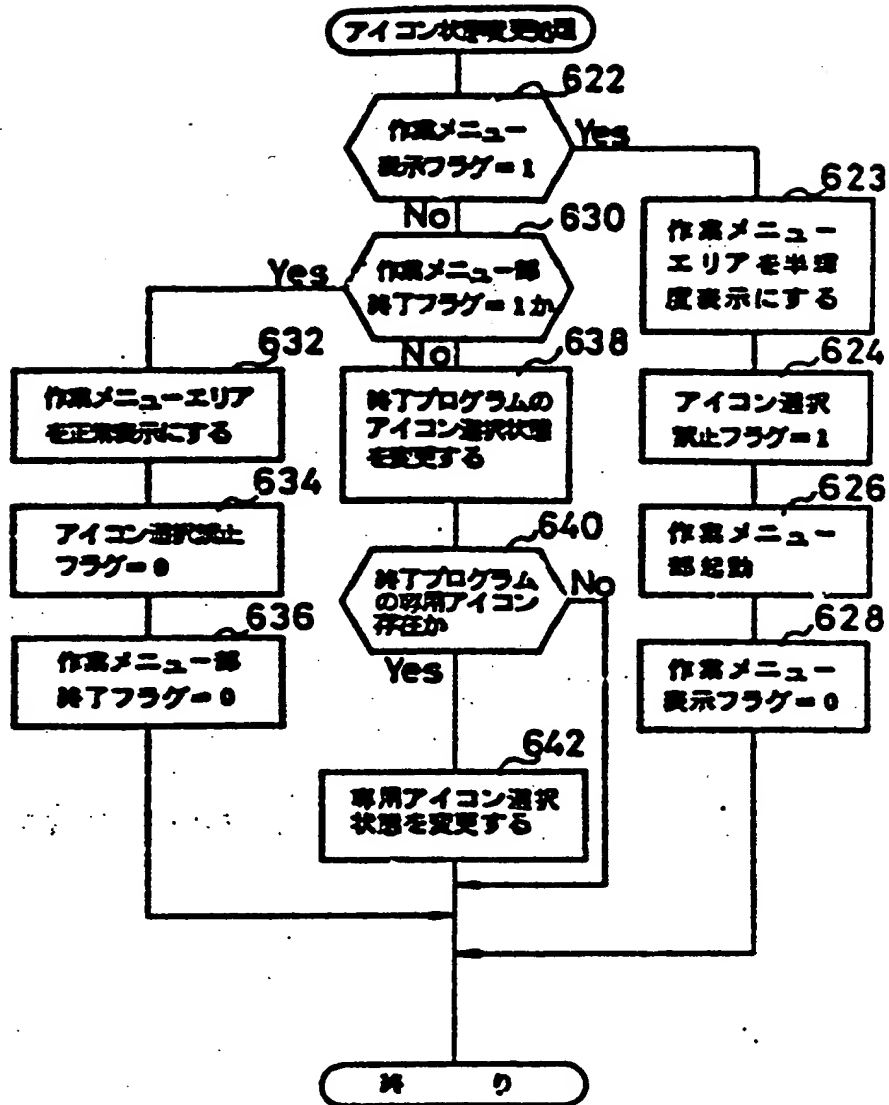 アイコン状態変更処理
622
作業メニュー
表示フラグ=1
Yes
No
623
作業メニュー
エリアを半輝
度表示にする
630
作業メニュー部
終了フラグ=1か
Yes
No
624
アイコン選択
禁止フラグ=1
632
作業メニューエリア
を正常表示にする
638
終了プログラムの
アイコン選択状態
を変更する
626
作業メニュー
部起動
634
アイコン選択禁止
フラグ=0
640
終了プログラム
の専用アイコン
存在か
No
Yes
628
作業メニュー
表示フラグ=0
636
作業メニュー部
終了フラグ=0
642
専用アイコン選択
状態を変更する
終り